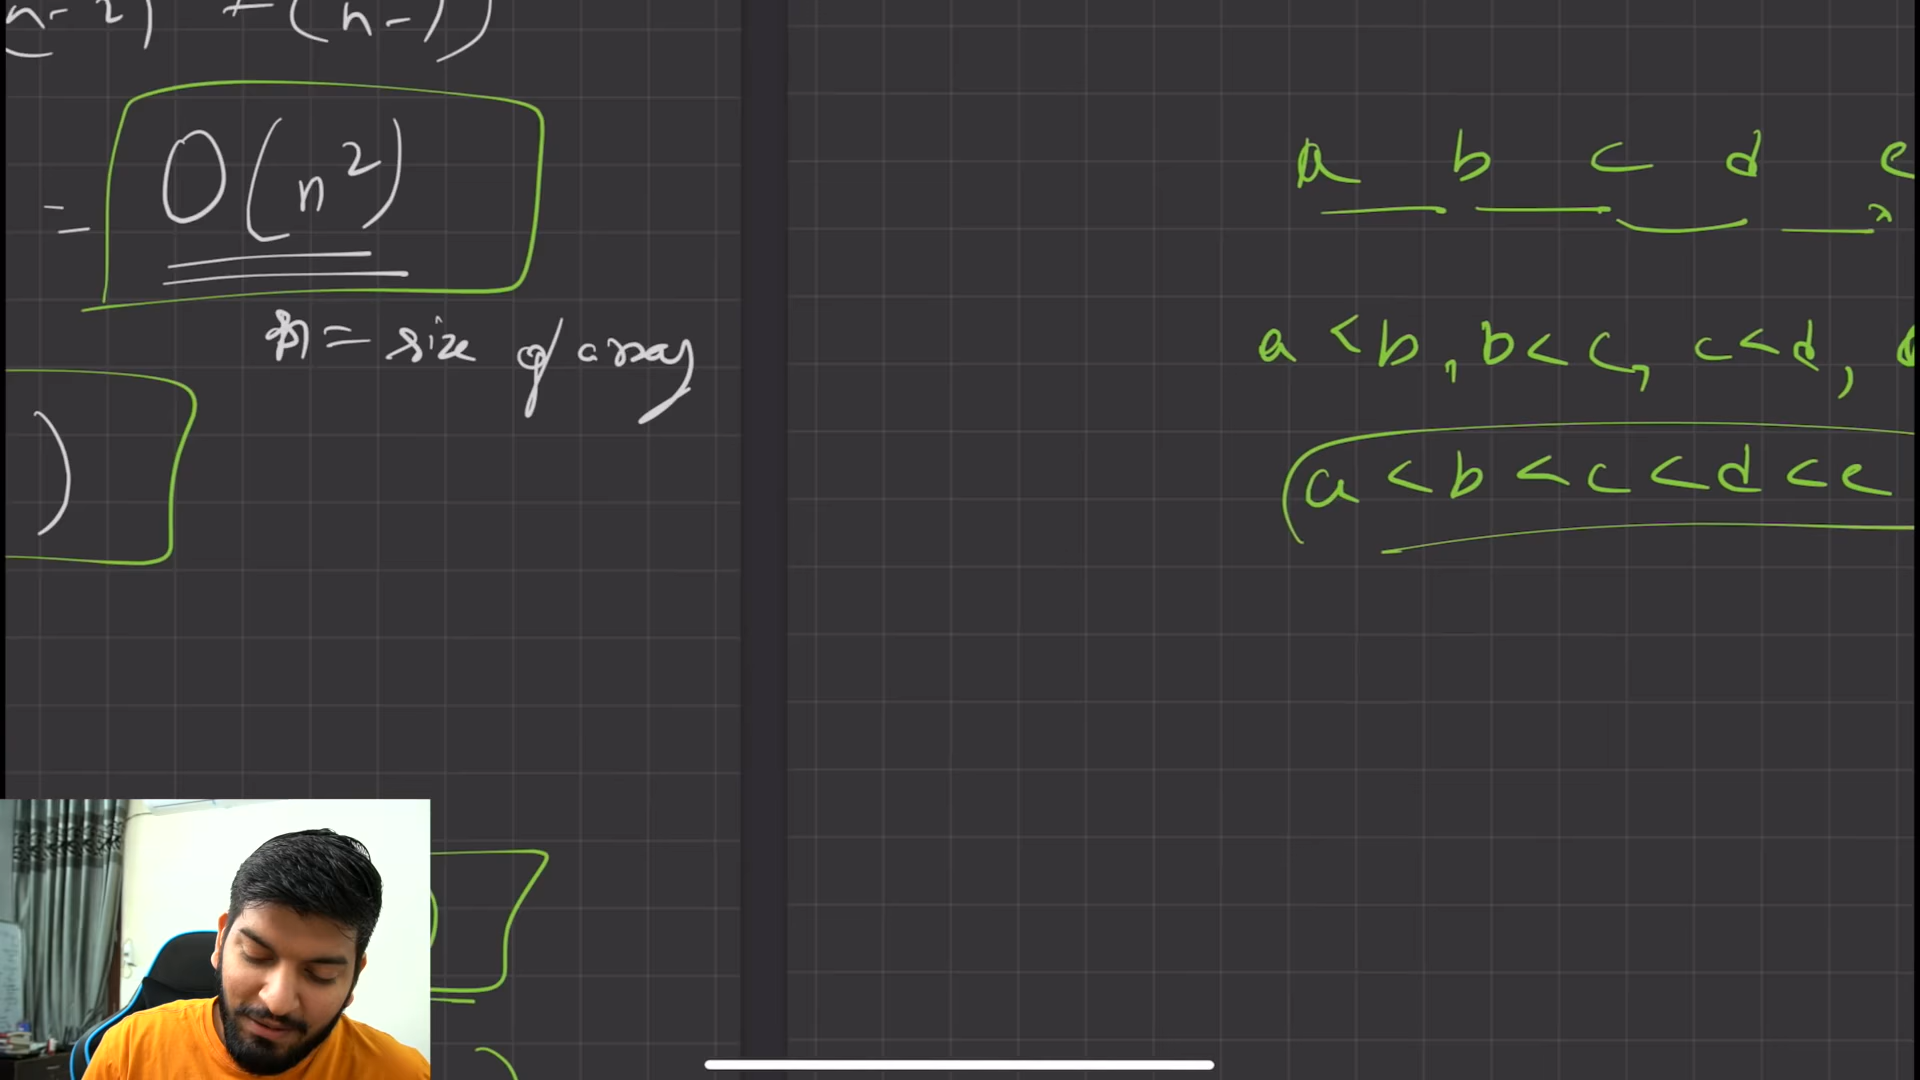 n-2) + (n-1)
= O(n²)
n = size of array
)
a b c d e
a < b, b < c, c < d,
a < b < c < d < e